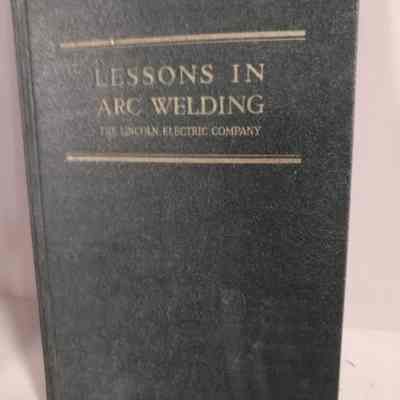 LESSONS IN
ARC WELDING
THE LINCOLN ELECTRIC COMPANY